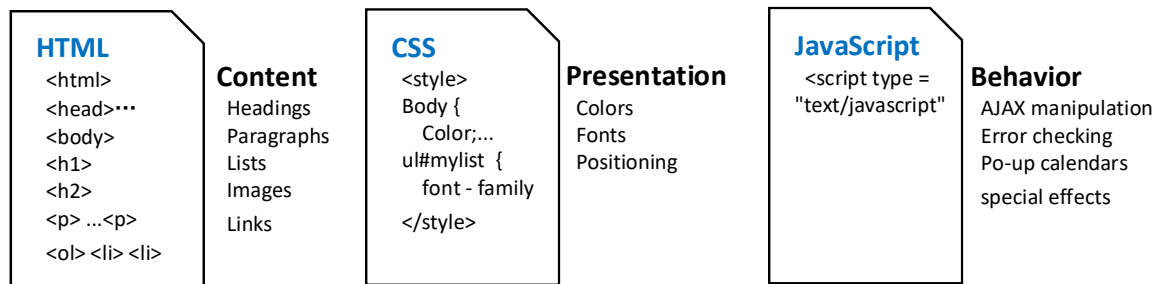 HTML
<html>
<head>...
<body>
<h1>
<h2>
<p> ...<p>
<ol> <li> <li>
Content
Headings
Paragraphs
Lists
Images
Links
CSS
<style>
Body {
Color;...
ul#mylist {
font - family
</style>
Presentation
Colors
Fonts
Positioning
JavaScript
<script type =
"text/javascript"
Behavior
AJAX manipulation
Error checking
Po-up calendars
special effects